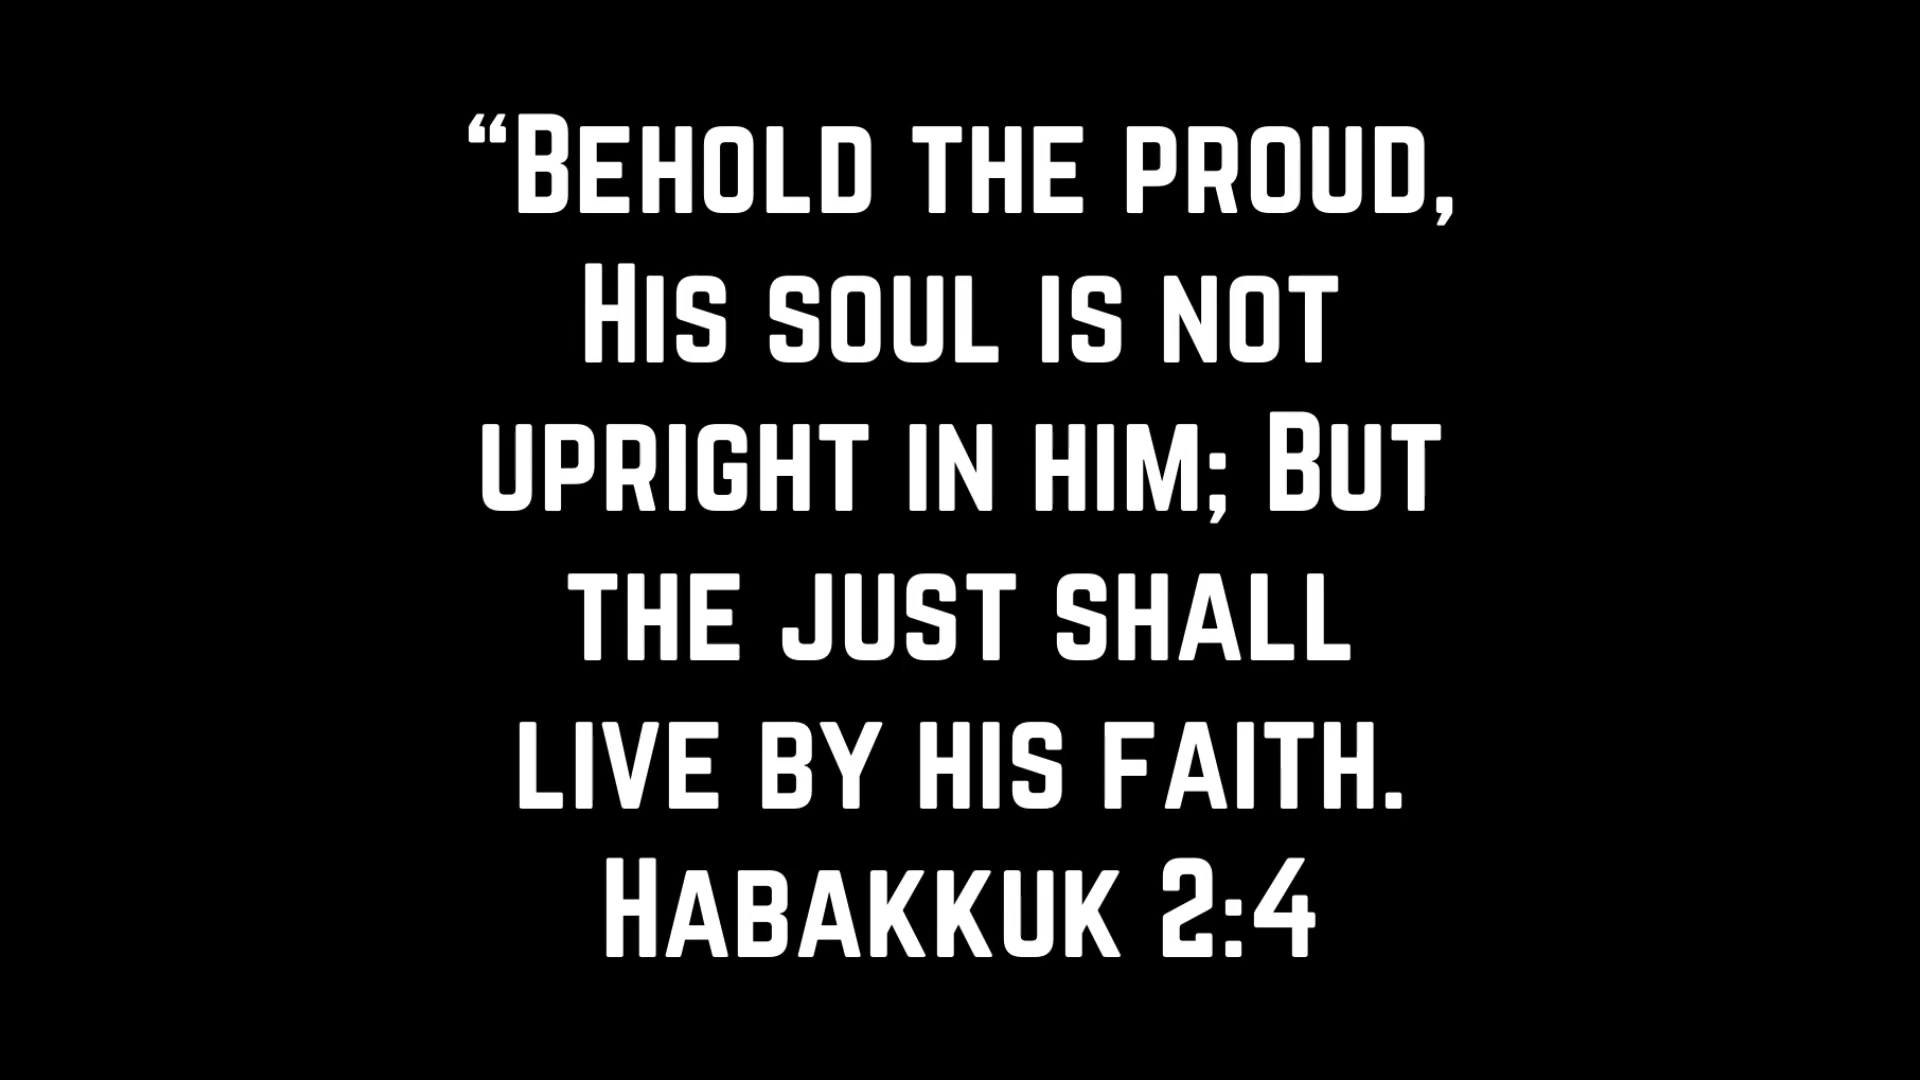 “Behold the proud,
His soul is not
upright in him; But
the just shall
live by his faith.
Habakkuk 2:4